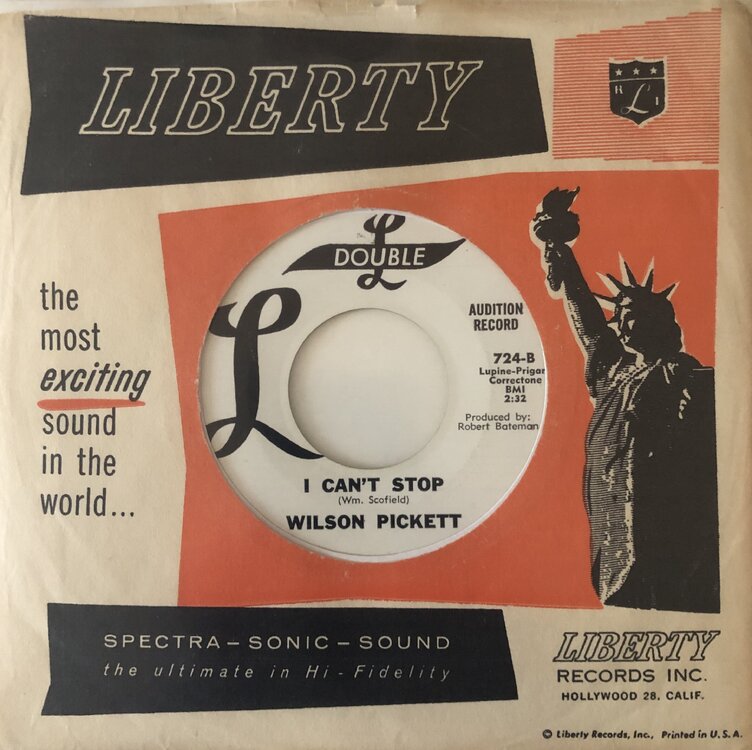 LIBERTY
R L I
DOUBLE L
L
AUDITION
RECORD
724-B
Lupine-Prigan
Correctone
BMI
2:32
Produced by:
Robert Bateman
I CAN'T STOP
(Wm. Scofield)
WILSON PICKETT
the
most
exciting
sound
in the
world...
SPECTRA-SONIC-SOUND
the ultimate in Hi-Fidelity
LIBERTY
RECORDS INC.
HOLLYWOOD 28, CALIF.
© Liberty Records, Inc., Printed in U.S.A.